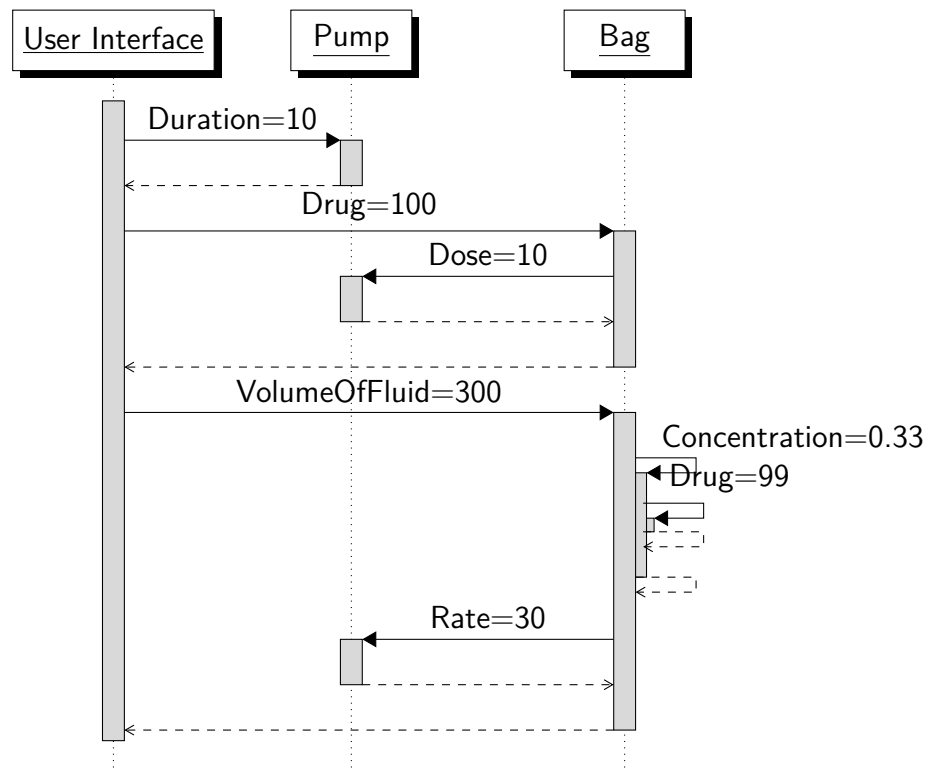 User Interface
Pump
Bag
Duration=10
Drug=100
Dose=10
VolumeOfFluid=300
Concentration=0.33
Drug=99
Rate=30